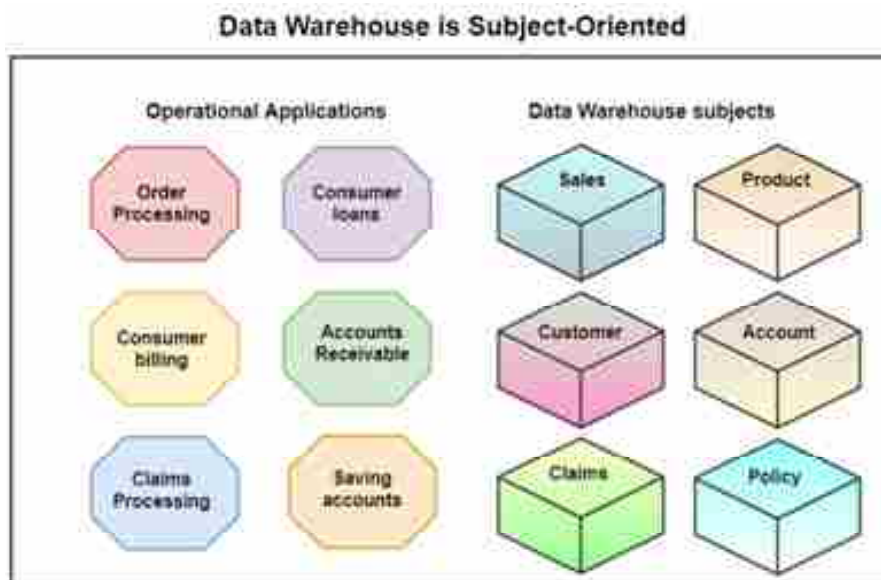 Data Warehouse is Subject-Oriented
Operational Applications
Data Warehouse subjects
Order
Processing
Consumer
loans
Sales
Product
Consumer
billing
Accounts
Receivable
Customer
Account
Claims
Processing
Saving
accounts
Claims
Policy